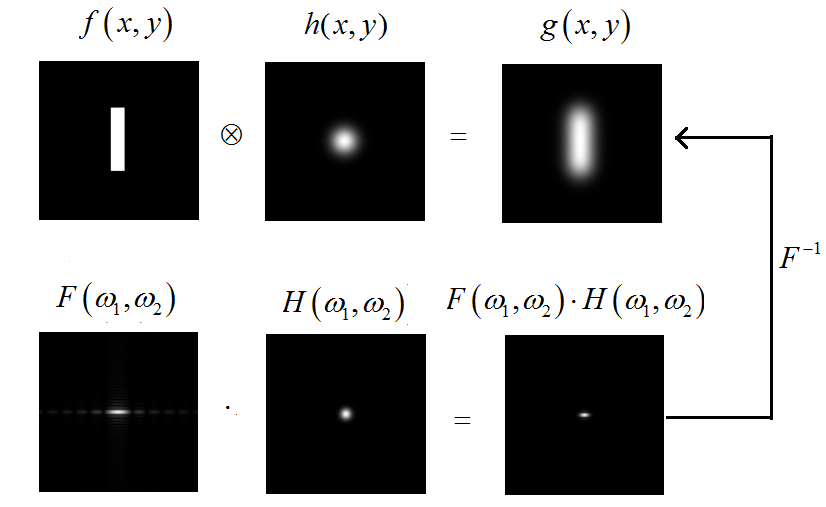 f(x, y) h(x, y) g(x, y)
⊗ =
F⁻¹
F(ω₁,ω₂) H(ω₁,ω₂) F(ω₁,ω₂)·H(ω₁,ω₂)
· =